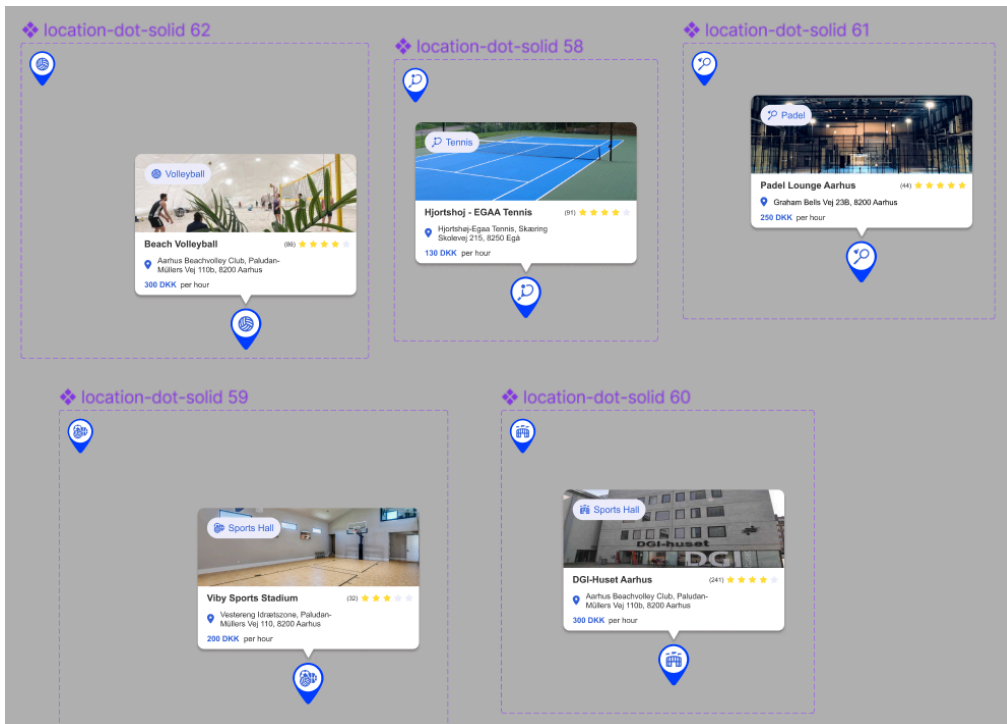 location-dot-solid 62
Volleyball
Beach Volleyball
Aarhus Beachvolley Club, Paludan-
Müllers Vej 110b, 8200 Aarhus
300 DKK per hour
location-dot-solid 58
Tennis
Hjortshoj - EGAA Tennis (91)
Hjortshøj-Egaa Tennis, Skæring
Skolevej 215, 8250 Egå
130 DKK per hour
location-dot-solid 61
Padel
Padel Lounge Aarhus (44)
Graham Bells Vej 23B, 8200 Aarhus
250 DKK per hour
location-dot-solid 59
Sports Hall
Viby Sports Stadium (32)
Vestereng Idrætszone, Paludan-
Müllers Vej 110, 8200 Aarhus
200 DKK per hour
location-dot-solid 60
Sports Hall
DGI-huset
DGI
DGI-Huset Aarhus (241)
Aarhus Beachvolley Club, Paludan-
Müllers Vej 110b, 8200 Aarhus
300 DKK per hour